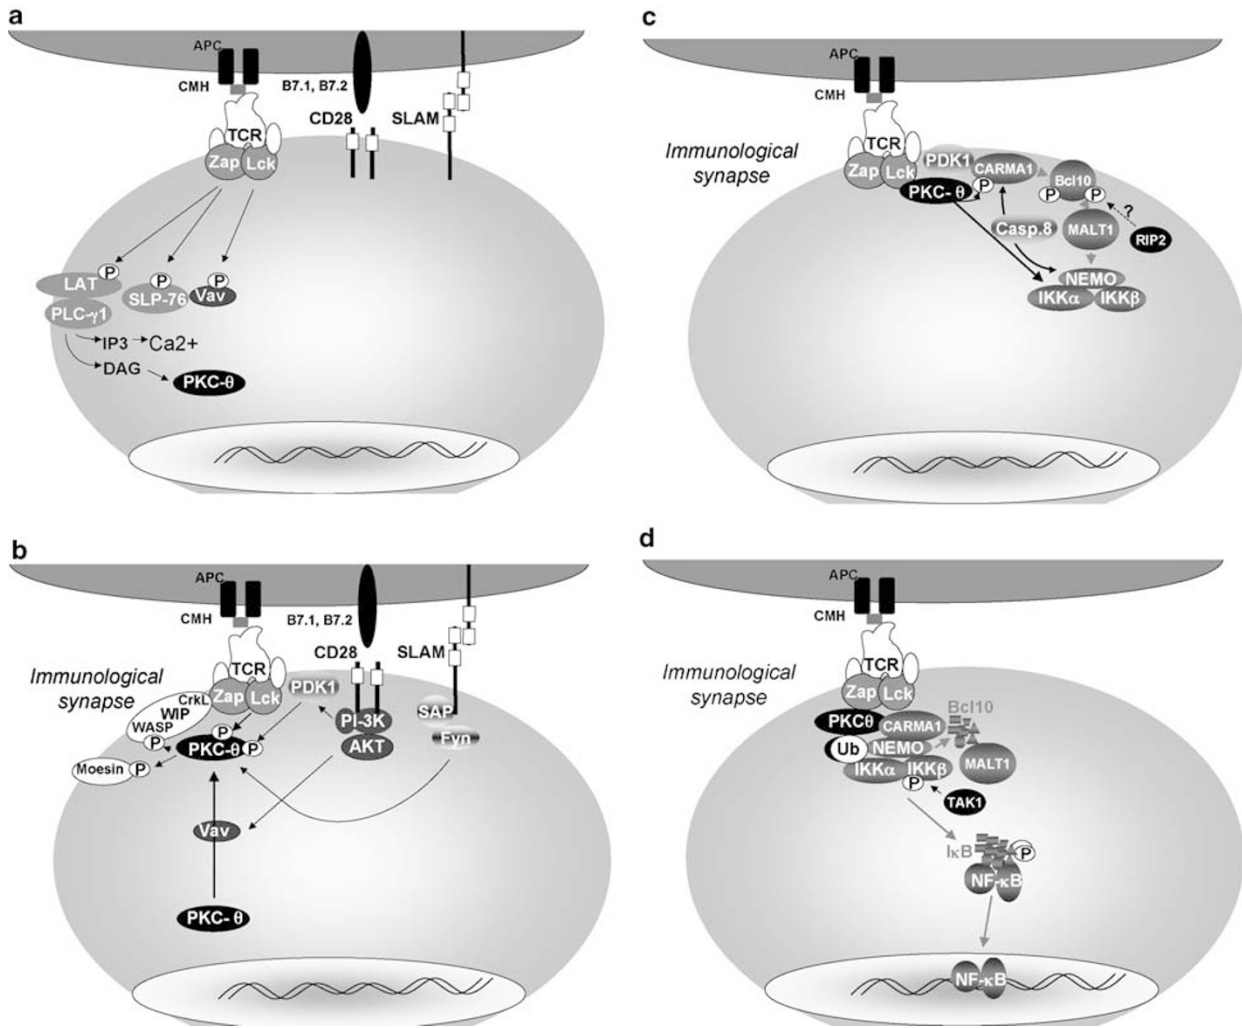 a
APC
CMH
B7.1, B7.2
CD28
SLAM
TCR
Zap
Lck
P
LAT
P
SLP-76
P
Vav
PLC-γ1
IP3
Ca2+
DAG
PKC-θ
b
APC
CMH
B7.1, B7.2
CD28
SLAM
TCR
Immunological
synapse
Zap
Lck
PDK1
CrkL
WIP
WASP
P
P
PKC-θ
P
PI-3K
AKT
SAP
Fyn
Moesin
P
Vav
PKC- θ
c
APC
CMH
TCR
Immunological
synapse
Zap
Lck
PDK1
CARMA1
PKC- θ
P
Bcl10
P
P
?
Casp.8
MALT1
RIP2
NEMO
IKKα
IKKβ
d
APC
CMH
TCR
Immunological
synapse
Zap
Lck
Bcl10
PKCθ
CARMA1
Ub
NEMO
IKKα
IKKβ
MALT1
P
TAK1
IκB
P
NF-κB
NF-κB